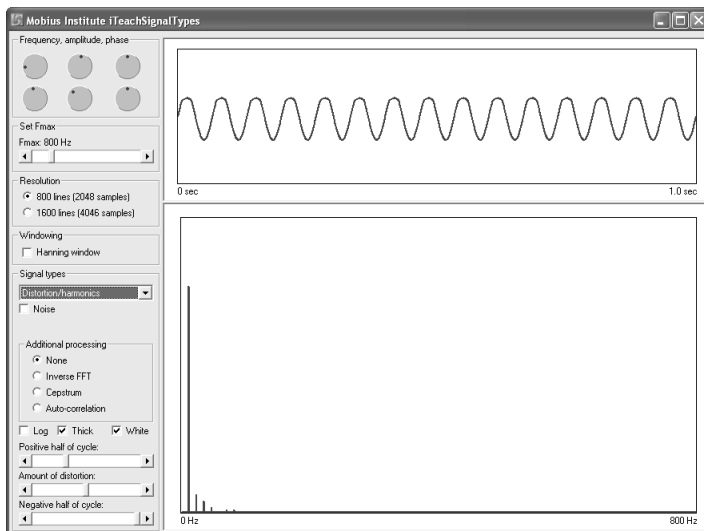 Mobius Institute iTeachSignalTypes
Frequency, amplitude, phase
Set Fmax
Fmax: 800 Hz
Resolution
800 lines (2048 samples)
1600 lines (4046 samples)
Windowing
Hanning window
Signal types
Distortion/harmonics
Noise
Additional processing
None
Inverse FFT
Cepstrum
Auto-correlation
Log Thick White
Positive half of cycle:
Amount of distortion:
Negative half of cycle:
0 sec 1.0 sec
0 Hz 800 Hz